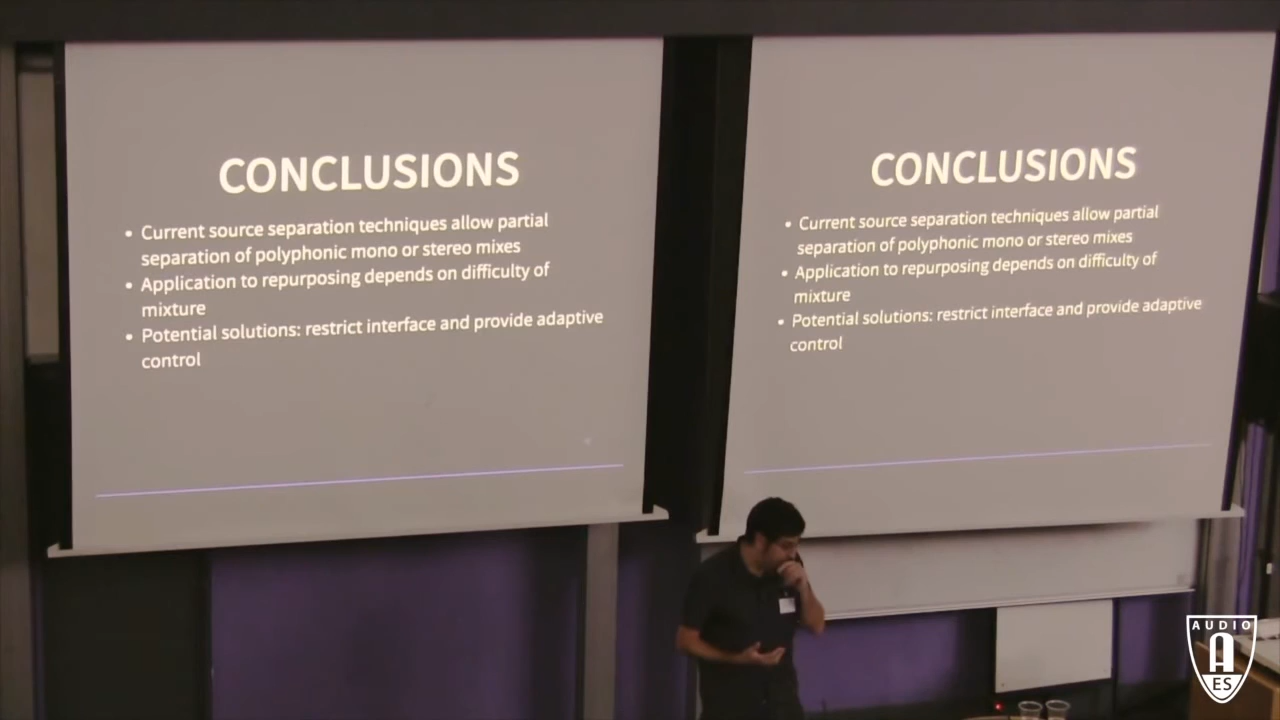 CONCLUSIONS
• Current source separation techniques allow partial
separation of polyphonic mono or stereo mixes
• Application to repurposing depends on difficulty of
mixture
• Potential solutions: restrict interface and provide adaptive
control
CONCLUSIONS
• Current source separation techniques allow partial
separation of polyphonic mono or stereo mixes
• Application to repurposing depends on difficulty of
mixture
• Potential solutions: restrict interface and provide adaptive
control
AUDIO
A
ES